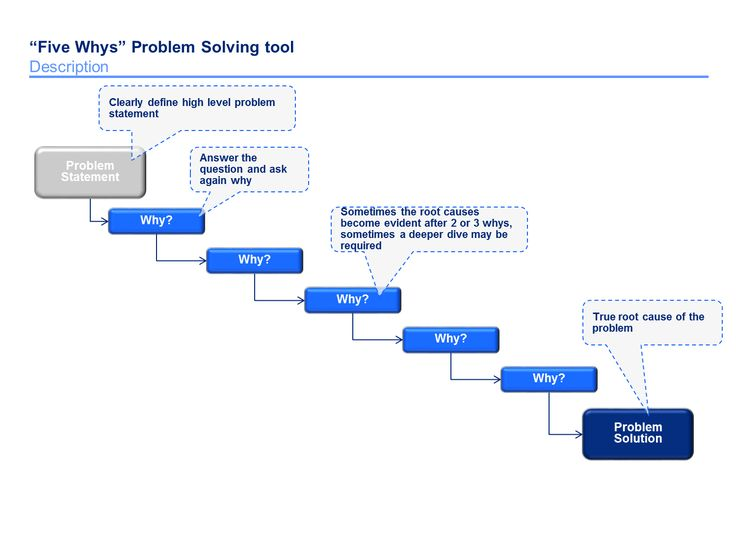 “Five Whys” Problem Solving tool
Description
Clearly define high level problem
statement
Problem
Statement
Answer the
question and ask
again why
Why?
Sometimes the root causes
become evident after 2 or 3 whys,
sometimes a deeper dive may be
required
Why?
Why?
True root cause of the
problem
Why?
Why?
Problem
Solution